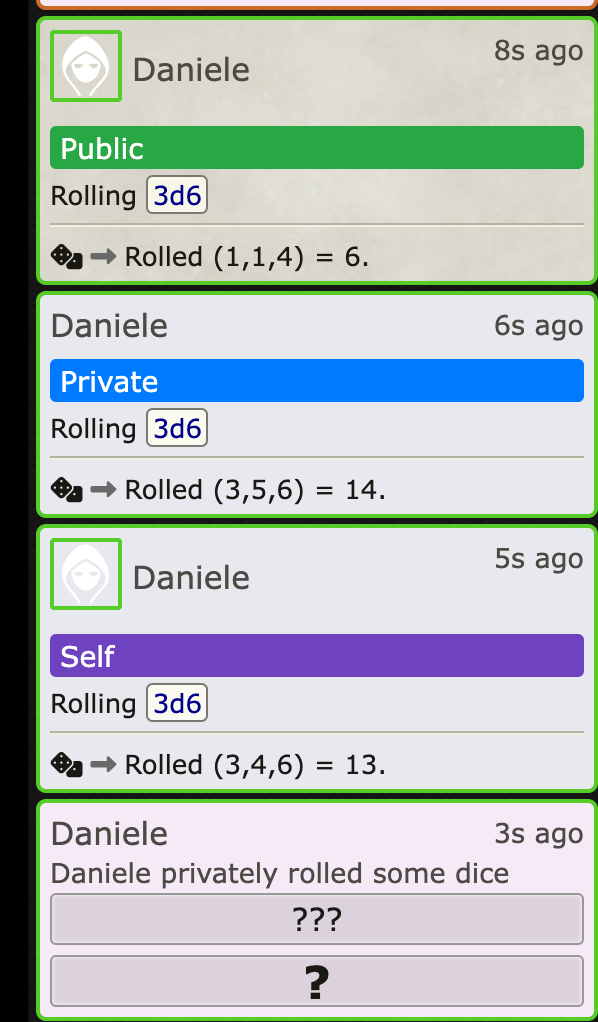 Daniele
8s ago
Public
Rolling 3d6
Rolled (1,1,4) = 6.
Daniele
6s ago
Private
Rolling 3d6
Rolled (3,5,6) = 14.
Daniele
5s ago
Self
Rolling 3d6
Rolled (3,4,6) = 13.
Daniele
3s ago
Daniele privately rolled some dice
???
?